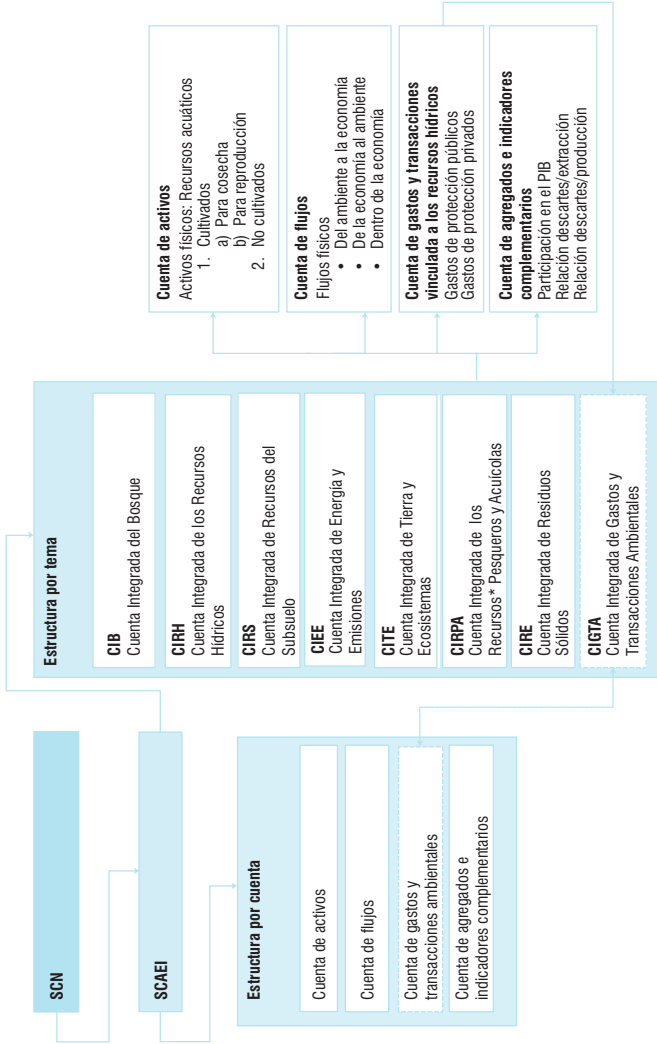 SCN
SCAEI
Estructura por cuenta
Cuenta de activos
Cuenta de flujos
Cuenta de gastos y
transacciones ambientales
Cuenta de agregados e
indicadores complementarios
Estructura por tema
CIB
Cuenta Integrada del Bosque
CIRH
Cuenta Integrada de los Recursos
Hídricos
CIRS
Cuenta Integrada de Recursos del
Subsuelo
CIEE
Cuenta Integrada de Energía y
Emisiones
CITE
Cuenta Integrada de Tierra y
Ecosistemas
CIRPA
Cuenta Integrada de los
Recursos* Pesqueros y Acuícolas
CIRE
Cuenta Integrada de Residuos
Sólidos
CIGTA
Cuenta Integrada de Gastos y
Transacciones Ambientales
Cuenta de activos
Activos físicos: Recursos acuáticos
1. Cultivados
a) Para cosecha
b) Para reproducción
2. No cultivados
Cuenta de flujos
Flujos físicos
• Del ambiente a la economía
• De la economía al ambiente
• Dentro de la economía
Cuenta de gastos y transacciones
vinculada a los recursos hídricos
Gastos de protección públicos
Gastos de protección privados
Cuenta de agregados e indicadores
complementarios
Participación en el PIB
Relación descartes/extracción
Relación descartes/producción